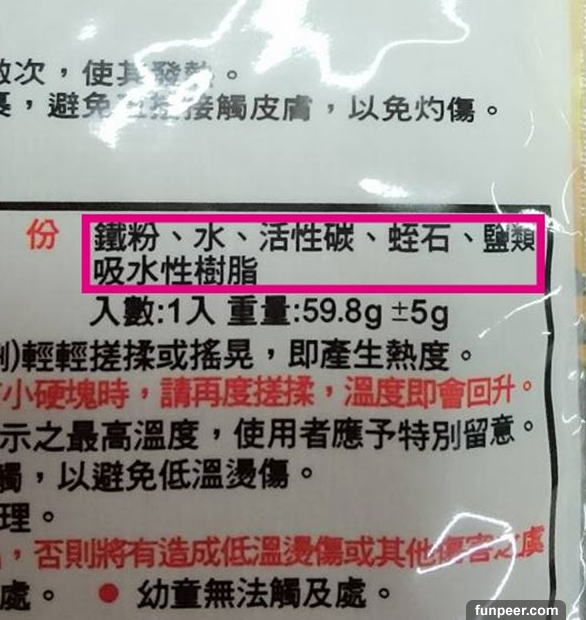 次，使其發熱。
，避免直接接觸皮膚，以免灼傷。
份 鐵粉、水、活性碳、蛭石、鹽類
吸水性樹脂
入數:1入 重量:59.8g ±5g
)輕輕搓揉或搖晃，即產生熱度。
小硬塊時，請再度搓揉，溫度即會回升。
示之最高溫度，使用者應予特別留意。
觸，以避免低溫燙傷。
理。
，否則將有造成低溫燙傷或其他傷害之虞
處。 ● 幼童無法觸及處。
funpeer.com